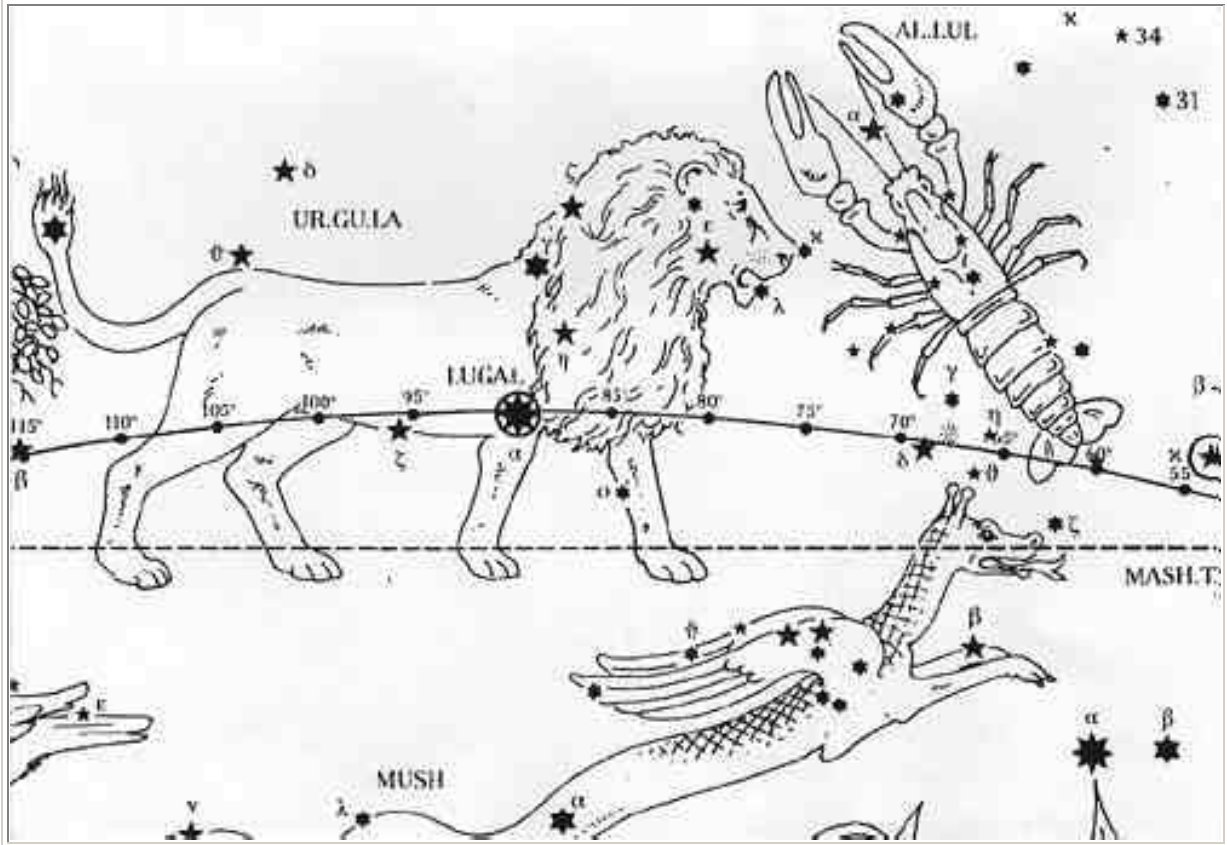 AL.LUL
34
31
α
δ
ζ
UR.GU.LA
ε
ϑ
γ
ϰ
λ
η
LUGAL
γ
β
115°
110°
105°
100°
95°
85°
80°
75°
70°
η
60°
ϰ
55
β
ζ
α
ο
δ
ϑ
ζ
MASH.T
ϑ
β
ε
α
β
MUSH
ν
λ
α